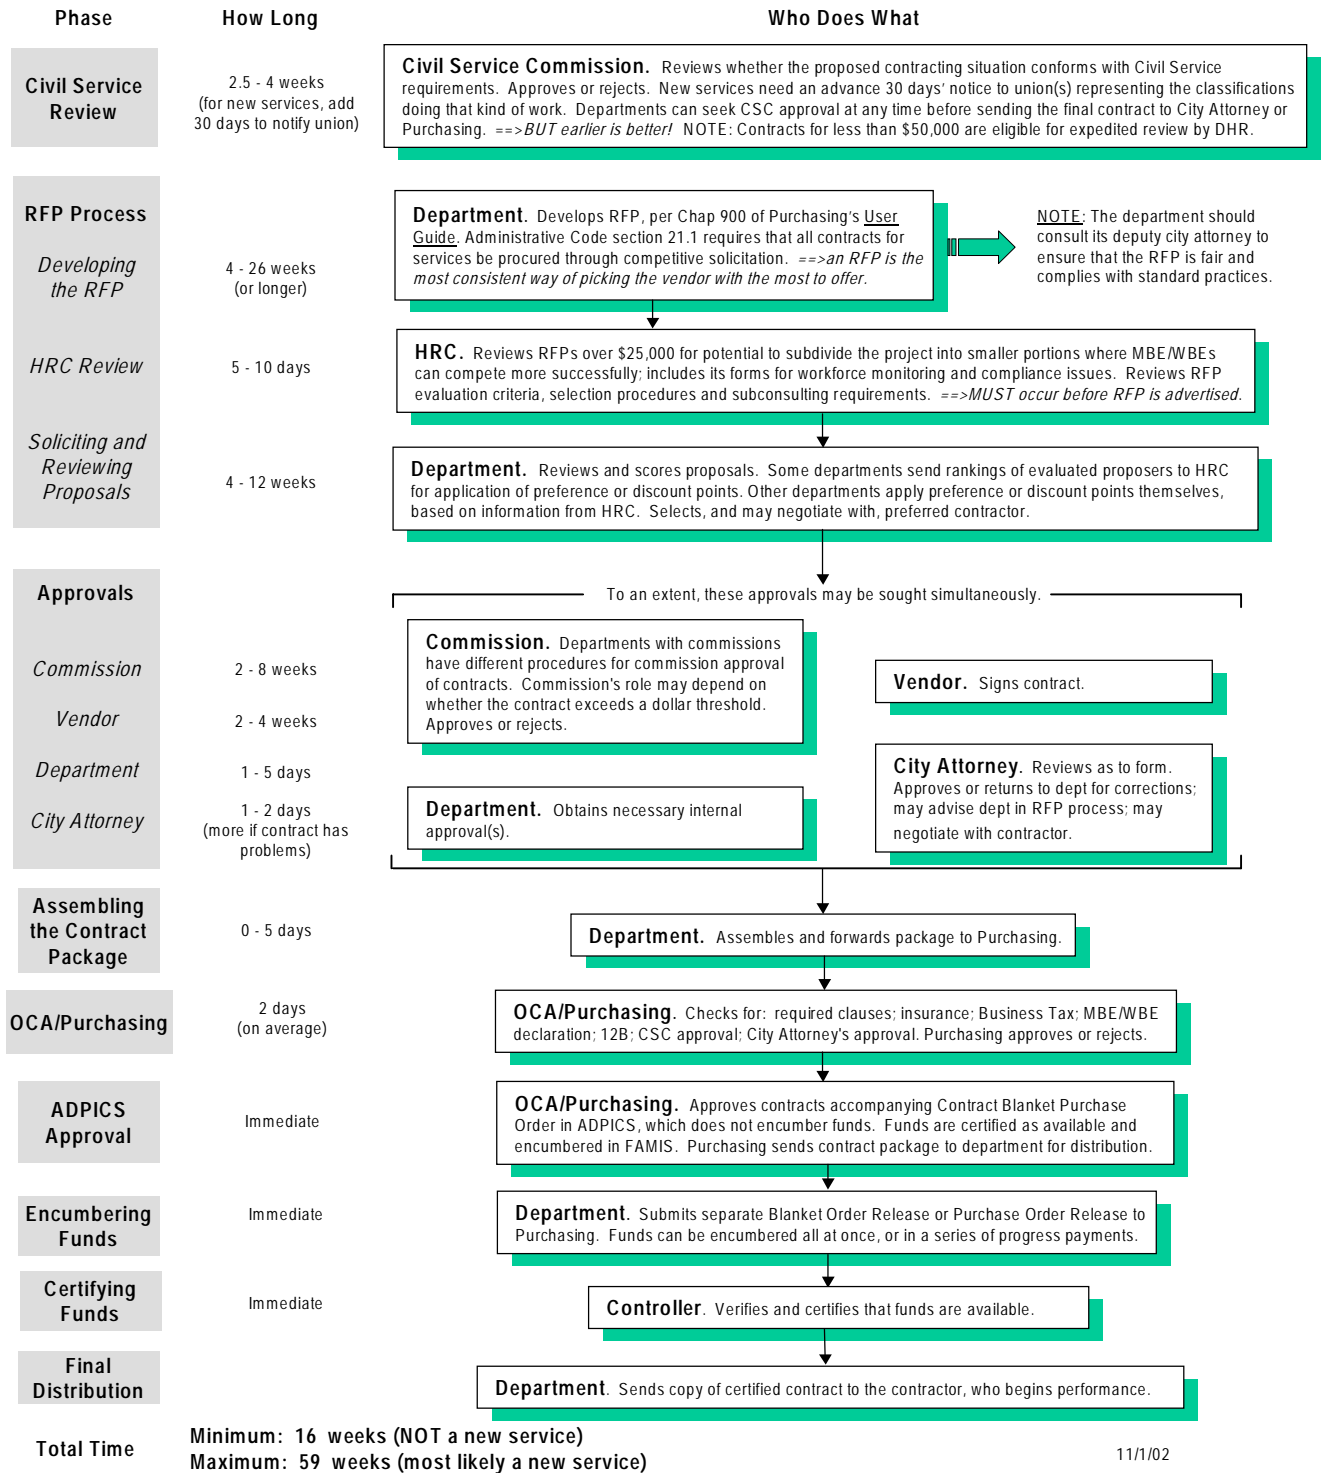 Phase
How Long
Who Does What
Civil Service
Review
2.5 - 4 weeks
(for new services, add
30 days to notify union)
Civil Service Commission. Reviews whether the proposed contracting situation conforms with Civil Service
requirements. Approves or rejects. New services need an advance 30 days' notice to union(s) representing the classifications
doing that kind of work. Departments can seek CSC approval at any time before sending the final contract to City Attorney or
Purchasing. ==>BUT earlier is better! NOTE: Contracts for less than $50,000 are eligible for expedited review by DHR.
RFP Process
Developing
the RFP
4 - 26 weeks
(or longer)
Department. Develops RFP, per Chap 900 of Purchasing's User
Guide. Administrative Code section 21.1 requires that all contracts for
services be procured through competitive solicitation. ==>an RFP is the
most consistent way of picking the vendor with the most to offer.
NOTE: The department should
consult its deputy city attorney to
ensure that the RFP is fair and
complies with standard practices.
HRC Review
5 - 10 days
HRC. Reviews RFPs over $25,000 for potential to subdivide the project into smaller portions where MBE/WBEs
can compete more successfully; includes its forms for workforce monitoring and compliance issues. Reviews RFP
evaluation criteria, selection procedures and subconsulting requirements. ==>MUST occur before RFP is advertised.
Soliciting and
Reviewing
Proposals
4 - 12 weeks
Department. Reviews and scores proposals. Some departments send rankings of evaluated proposers to HRC
for application of preference or discount points. Other departments apply preference or discount points themselves,
based on information from HRC. Selects, and may negotiate with, preferred contractor.
Approvals
To an extent, these approvals may be sought simultaneously.
Commission
2 - 8 weeks
Commission. Departments with commissions
have different procedures for commission approval
of contracts. Commission's role may depend on
whether the contract exceeds a dollar threshold.
Approves or rejects.
Vendor. Signs contract.
Vendor
2 - 4 weeks
Department
1 - 5 days
City Attorney
1 - 2 days
(more if contract has
problems)
Department. Obtains necessary internal
approval(s).
City Attorney. Reviews as to form.
Approves or returns to dept for corrections;
may advise dept in RFP process; may
negotiate with contractor.
Assembling
the Contract
Package
0 - 5 days
Department. Assembles and forwards package to Purchasing.
OCA/Purchasing
2 days
(on average)
OCA/Purchasing. Checks for: required clauses; insurance; Business Tax; MBE/WBE
declaration; 12B; CSC approval; City Attorney's approval. Purchasing approves or rejects.
ADPICS
Approval
Immediate
OCA/Purchasing. Approves contracts accompanying Contract Blanket Purchase
Order in ADPICS, which does not encumber funds. Funds are certified as available and
encumbered in FAMIS. Purchasing sends contract package to department for distribution.
Encumbering
Funds
Immediate
Department. Submits separate Blanket Order Release or Purchase Order Release to
Purchasing. Funds can be encumbered all at once, or in a series of progress payments.
Certifying
Funds
Immediate
Controller. Verifies and certifies that funds are available.
Final
Distribution
Department. Sends copy of certified contract to the contractor, who begins performance.
Total Time
Minimum: 16 weeks (NOT a new service)
Maximum: 59 weeks (most likely a new service)
11/1/02